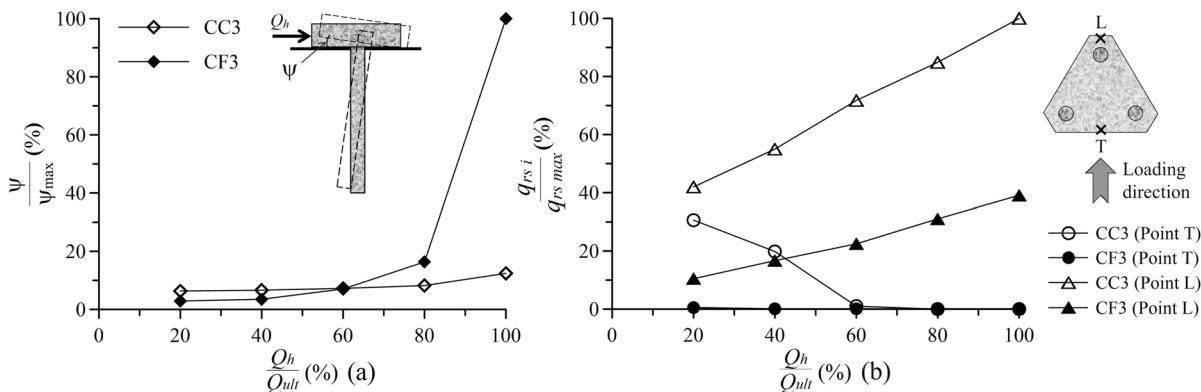 CC3
CF3
Q_h
ψ
100
80
60
40
20
0
ψ/ψ_max (%)
0 20 40 60 80 100
Q_h/Q_ult (%) (a)
100
80
60
40
20
0
q_rs i/q_rs max (%)
0 20 40 60 80 100
Q_h/Q_ult (%) (b)
L
T
Loading
direction
CC3 (Point T)
CF3 (Point T)
CC3 (Point L)
CF3 (Point L)